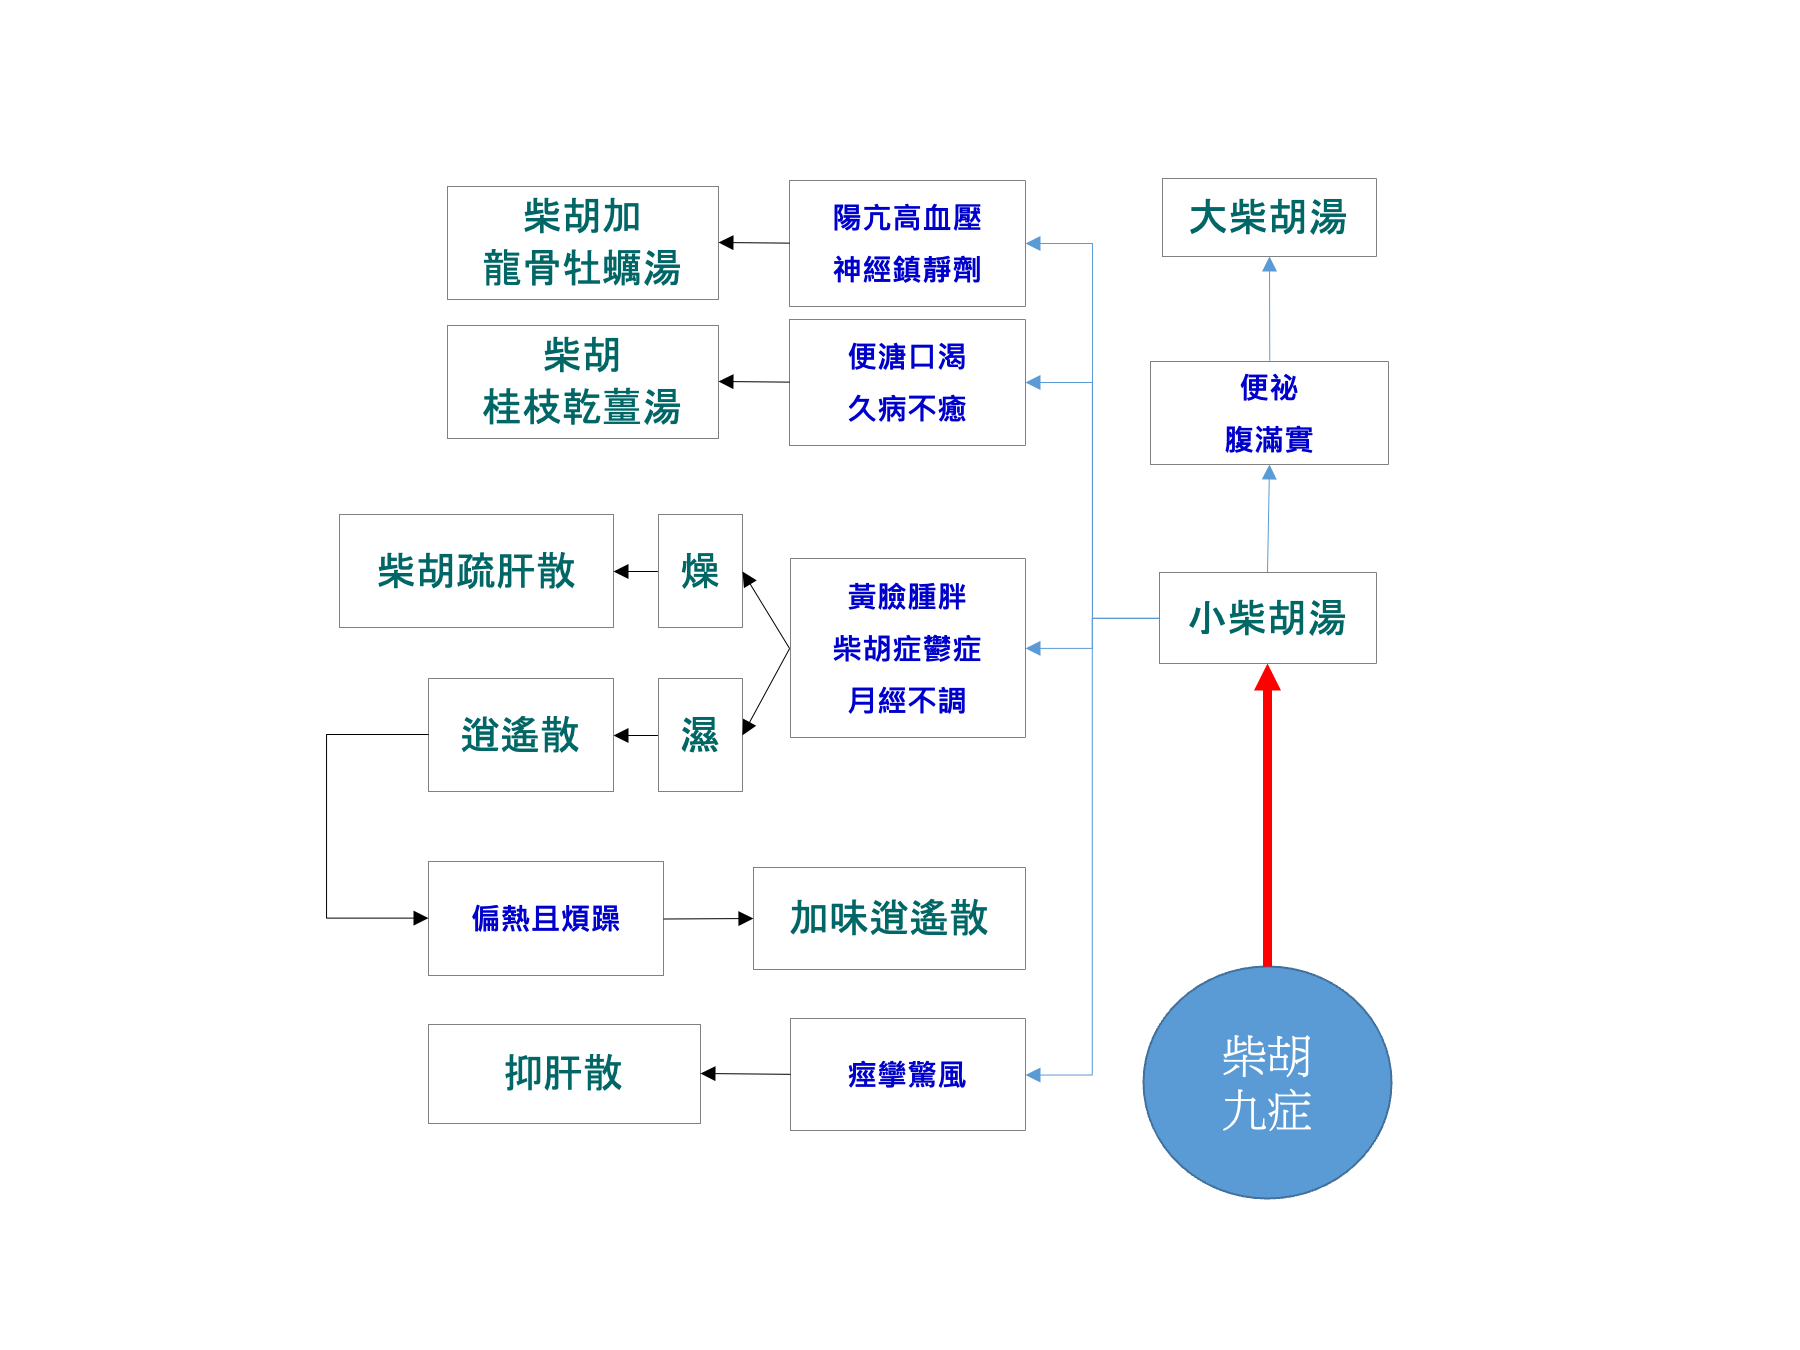 柴胡加
龍骨牡蠣湯
陽亢高血壓
神經鎮靜劑
大柴胡湯
柴胡
桂枝乾薑湯
便溏口渴
久病不癒
便祕
腹滿實
柴胡疏肝散
燥
黃臉腫胖
柴胡症鬱症
月經不調
小柴胡湯
逍遙散
濕
偏熱且煩躁
加味逍遙散
抑肝散
痙攣驚風
柴胡
九症